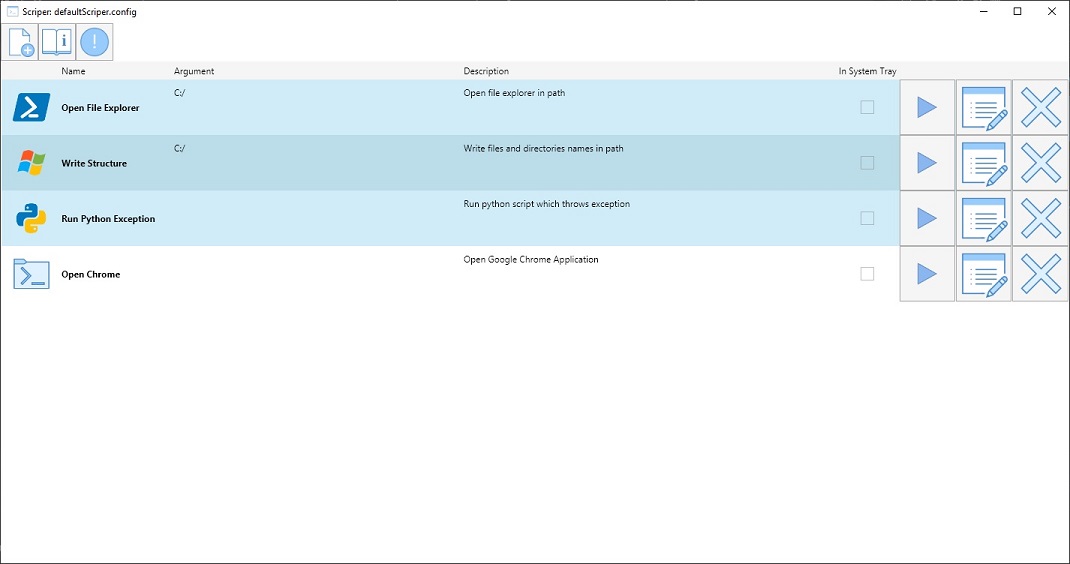 Scriper: defaultScriper.config
Name Argument Description In System Tray
Open File Explorer C:/ Open file explorer in path
Write Structure C:/ Write files and directories names in path
Run Python Exception Run python script which throws exception
Open Chrome Open Google Chrome Application